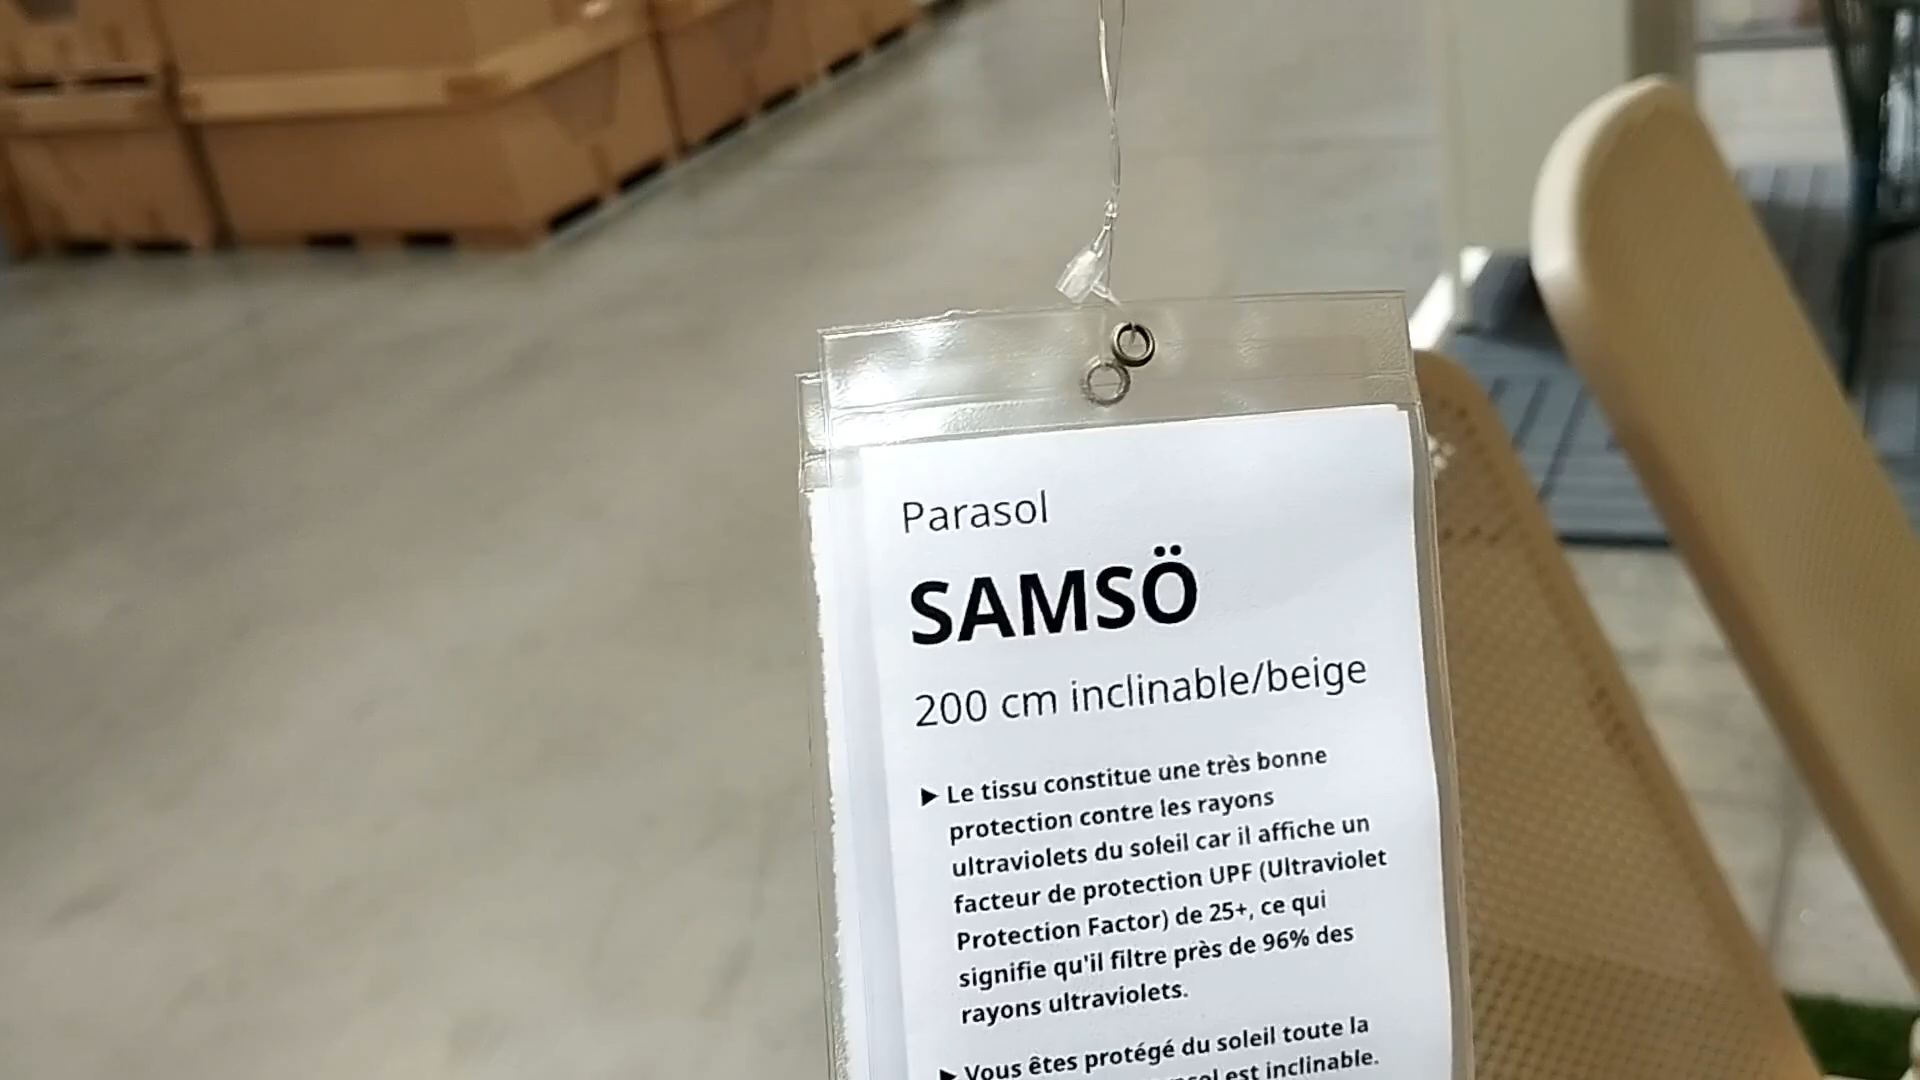 Parasol
SAMSÖ
200 cm inclinable/beige
▶ Le tissu constitue une très bonne
protection contre les rayons
ultraviolets du soleil car il affiche un
facteur de protection UPF (Ultraviolet
Protection Factor) de 25+, ce qui
signifie qu'il filtre près de 96% des
rayons ultraviolets.
▶ Vous êtes protégé du soleil toute la
est inclinable.